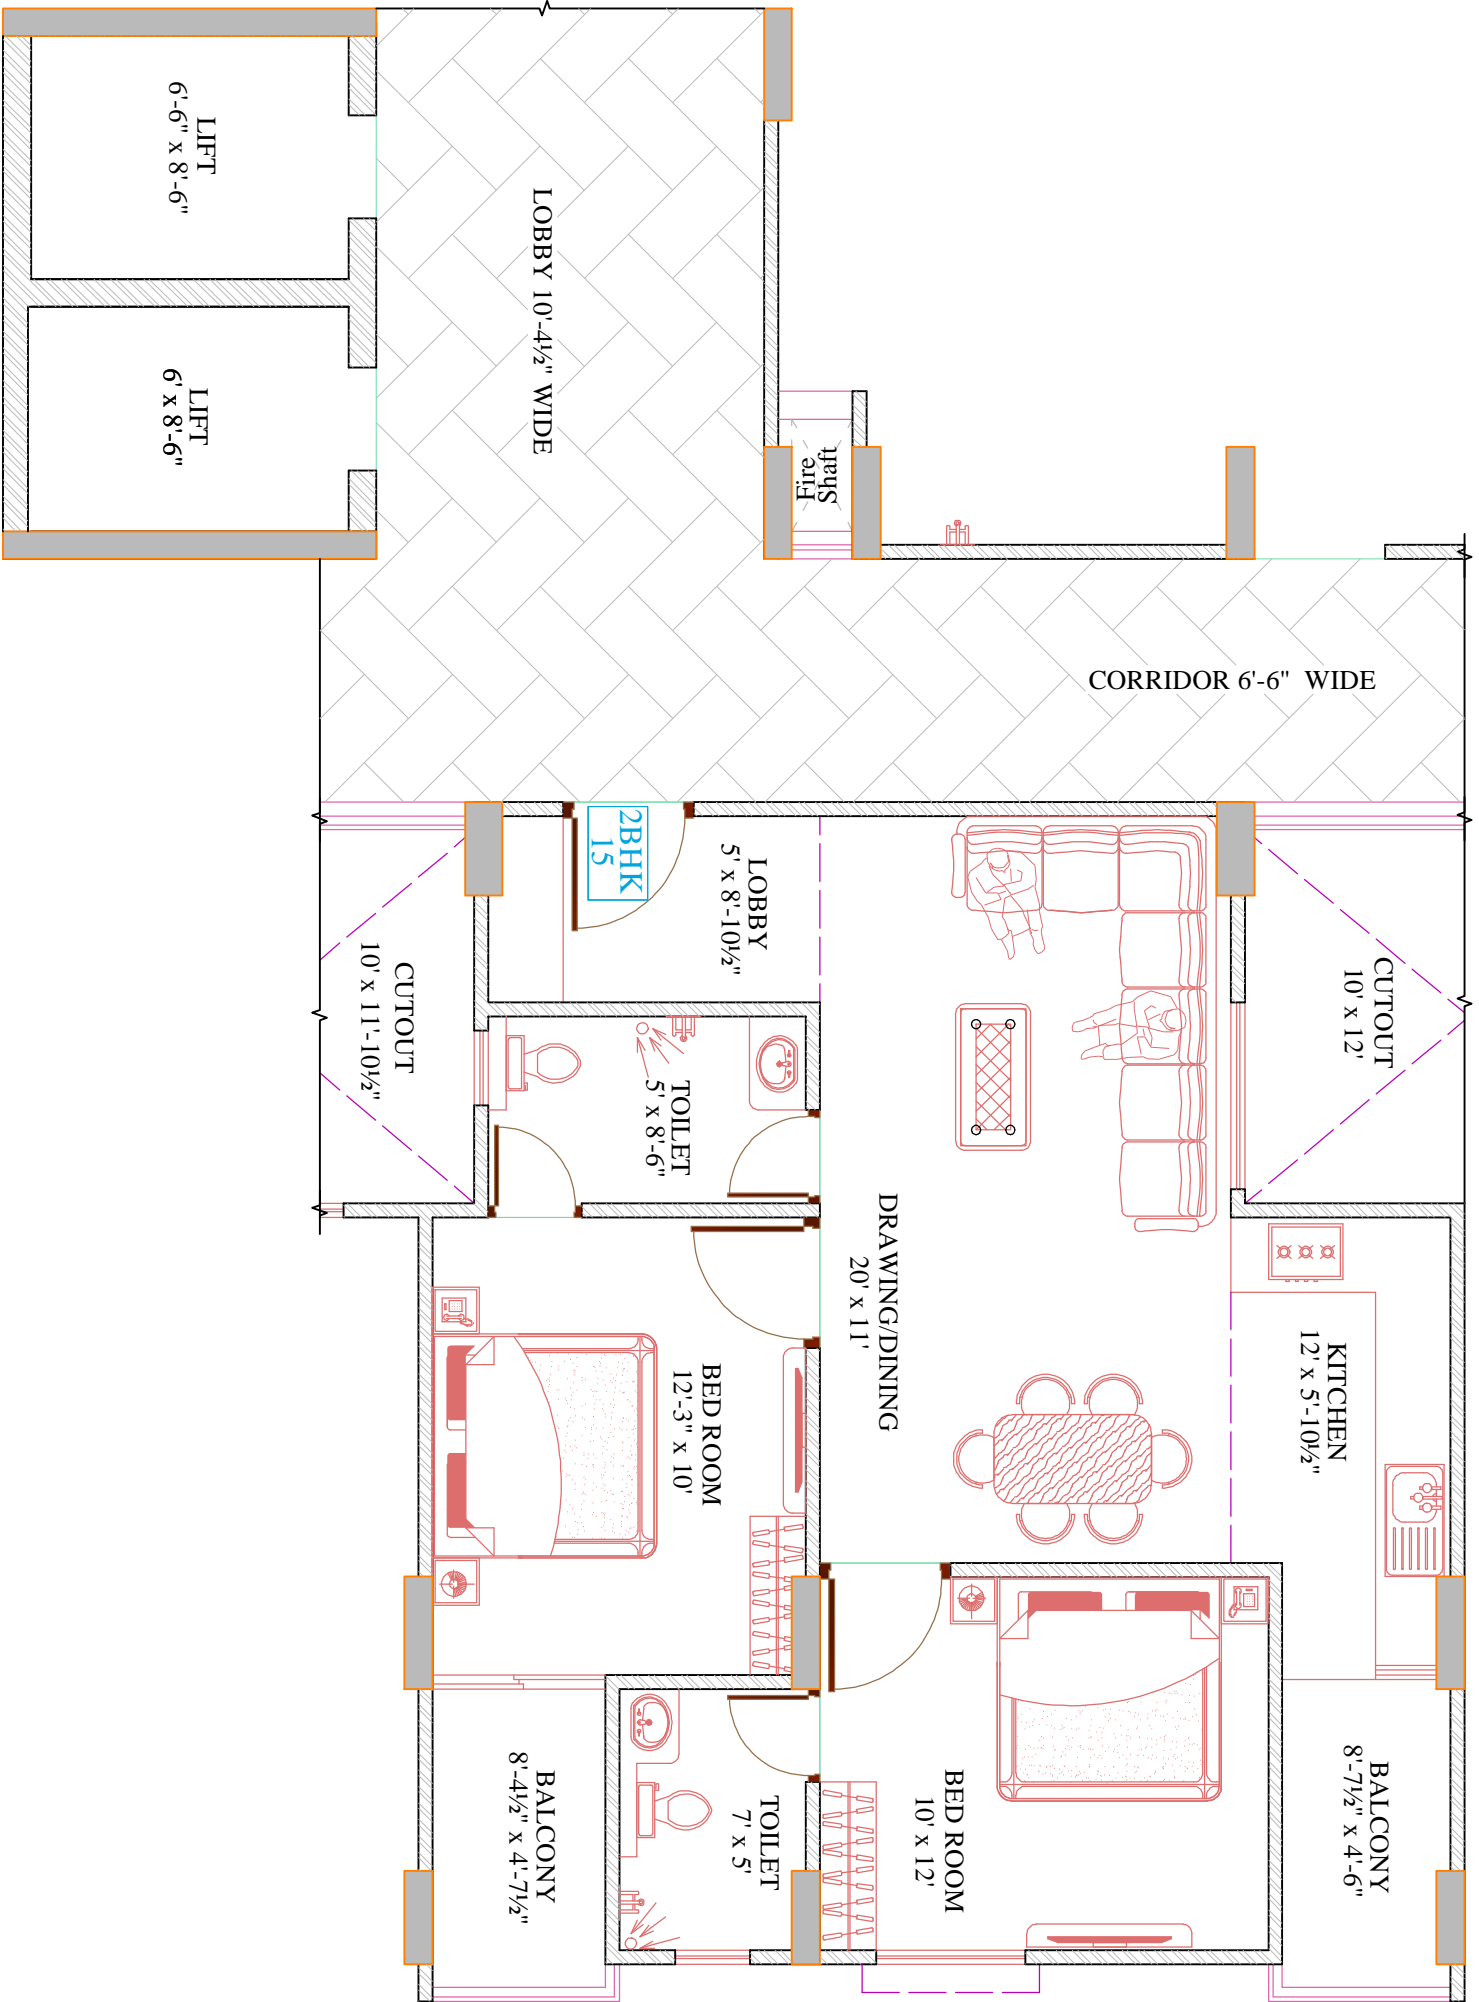 LIFT
6'-6" x 8'-6"
LIFT
6' x 8'-6"
LOBBY 10'-4½" WIDE
Fire
Shaft
CORRIDOR 6'-6" WIDE
2BHK
15
LOBBY
5' x 8'-10½"
CUTOUT
10' x 11'-10½"
CUTOUT
10' x 12'
TOILET
5' x 8'-6"
DRAWING/DINING
20' x 11'
KITCHEN
12' x 5'-10½"
BED ROOM
12'-3" x 10'
BALCONY
8'-4½" x 4'-7½"
TOILET
7' x 5'
BED ROOM
10' x 12'
BALCONY
8'-7½" x 4'-6"